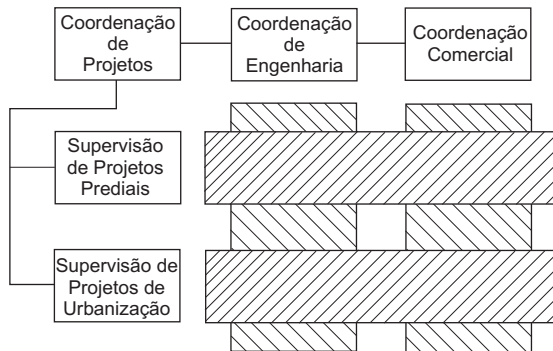 Coordenação
de
Projetos
Coordenação
de
Engenharia
Coordenação
Comercial
Supervisão
de Projetos
Prediais
Supervisão de
Projetos de
Urbanização